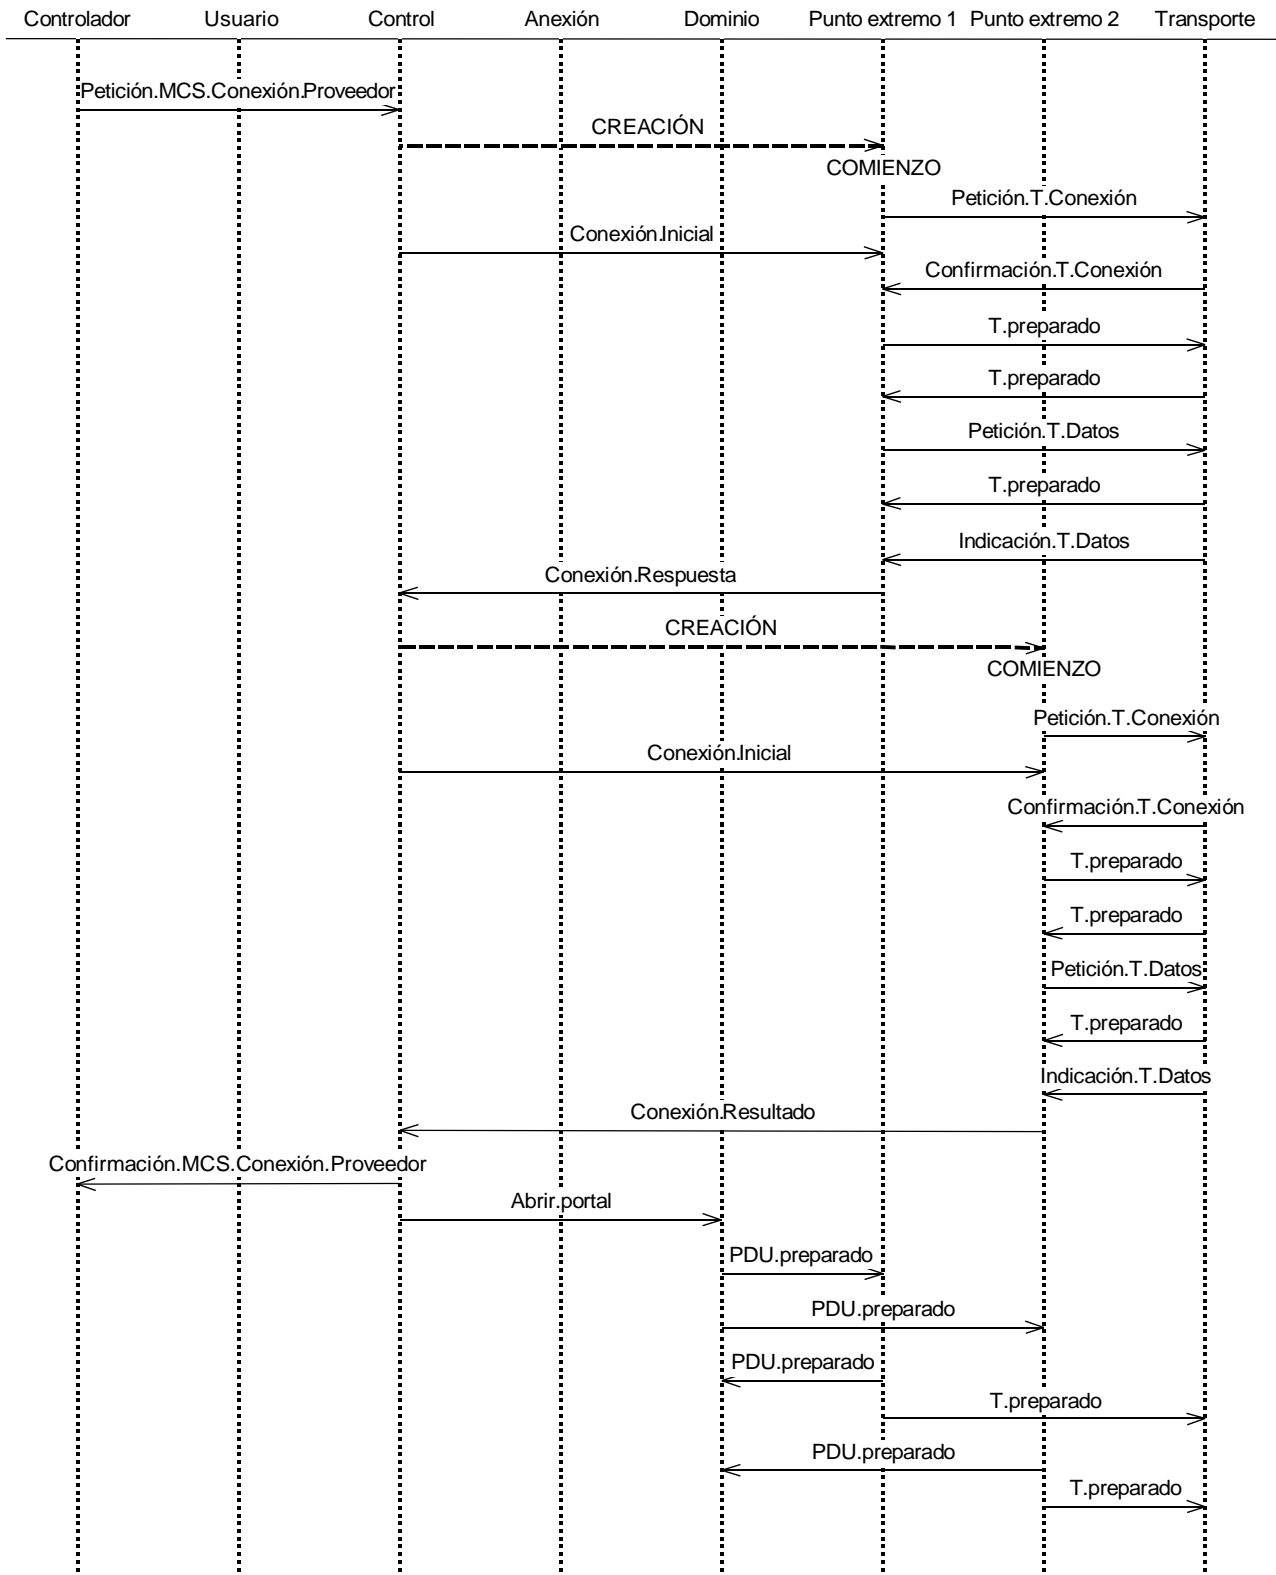 Controlador Usuario Control Anexión Dominio Punto extremo 1 Punto extremo 2 Transporte
Petición.MCS.Conexión.Proveedor
CREACIÓN
COMIENZO
Petición.T.Conexión
Conexión.Inicial
Confirmación.T.Conexión
T.preparado
T.preparado
Petición.T.Datos
T.preparado
Indicación.T.Datos
Conexión.Respuesta
CREACIÓN
COMIENZO
Petición.T.Conexión
Conexión.Inicial
Confirmación.T.Conexión
T.preparado
T.preparado
Petición.T.Datos
T.preparado
Indicación.T.Datos
Conexión.Resultado
Confirmación.MCS.Conexión.Proveedor
Abrir.portal
PDU.preparado
PDU.preparado
PDU.preparado
T.preparado
PDU.preparado
T.preparado